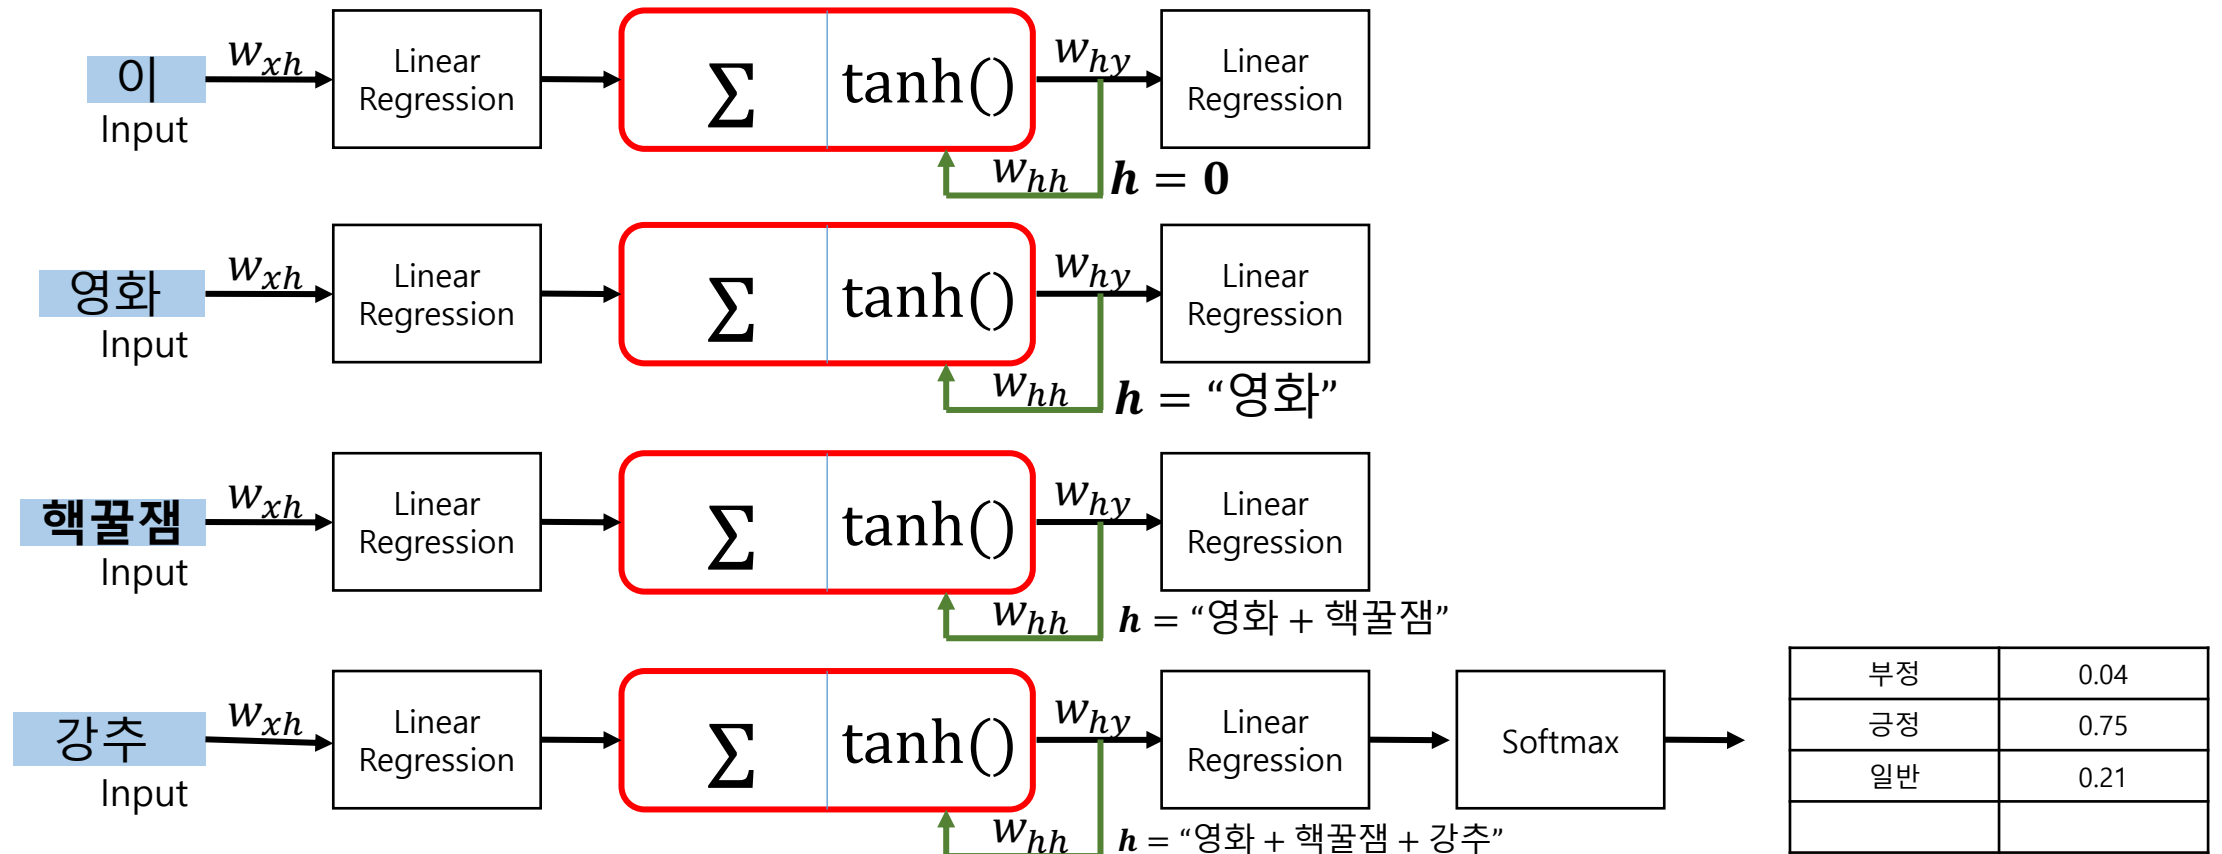 이 w_xh Linear Regression ∑ tanh() w_hy Linear Regression
Input w_hh h = 0
영화 w_xh Linear Regression ∑ tanh() w_hy Linear Regression
Input w_hh h = “영화”
핵꿀잼 w_xh Linear Regression ∑ tanh() w_hy Linear Regression
Input w_hh h = “영화 + 핵꿀잼”
강추 w_xh Linear Regression ∑ tanh() w_hy Linear Regression Softmax
Input w_hh h = “영화 + 핵꿀잼 + 강추”
부정 0.04
긍정 0.75
일반 0.21